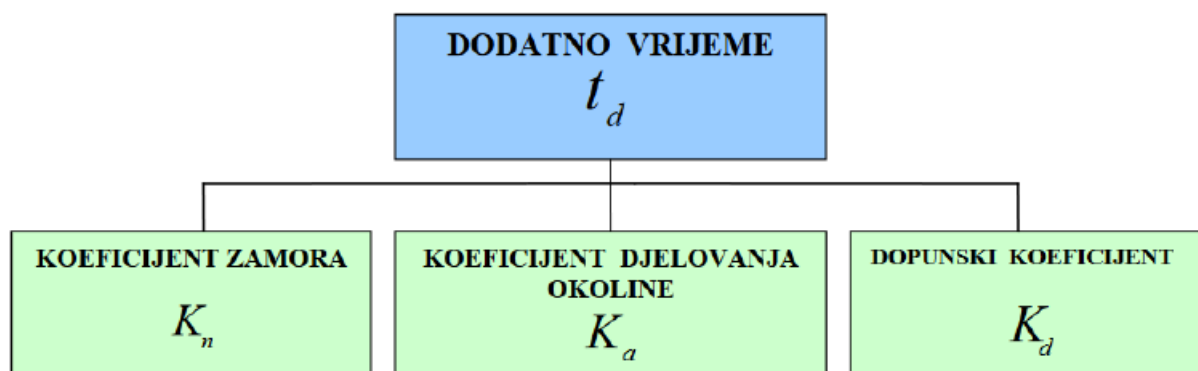 DODATNO VRIJEME
t_d
KOEFICIJENT ZAMORA
K_n
KOEFICIJENT DJELOVANJA
OKOLINE
K_a
DOPUNSKI KOEFICIJENT
K_d